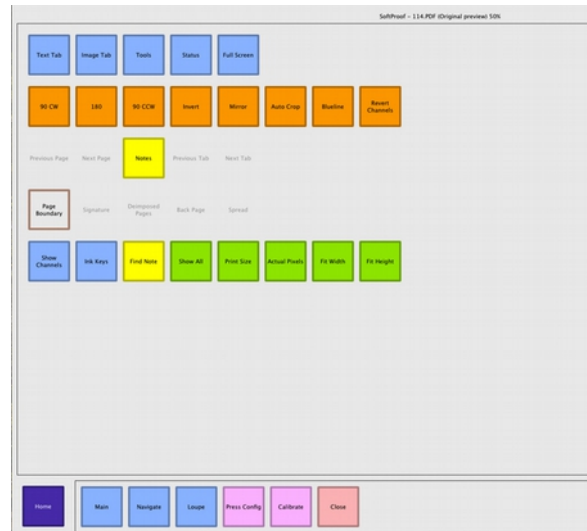 SoftProof - 114.PDF (Original preview) 50%
Text Tab Image Tab Tools Status Full Screen
90 CW 180 90 CCW Invert Mirror Auto Crop Blueline Revert Channels
Previous Page Next Page Notes Previous Tab Next Tab
Page Boundary Signature Deimposed Pages Back Page Spread
Show Channels Ink Keys Find Note Show All Print Size Actual Pixels Fit Width Fit Height
Home Main Navigate Loupe Press Config Calibrate Close